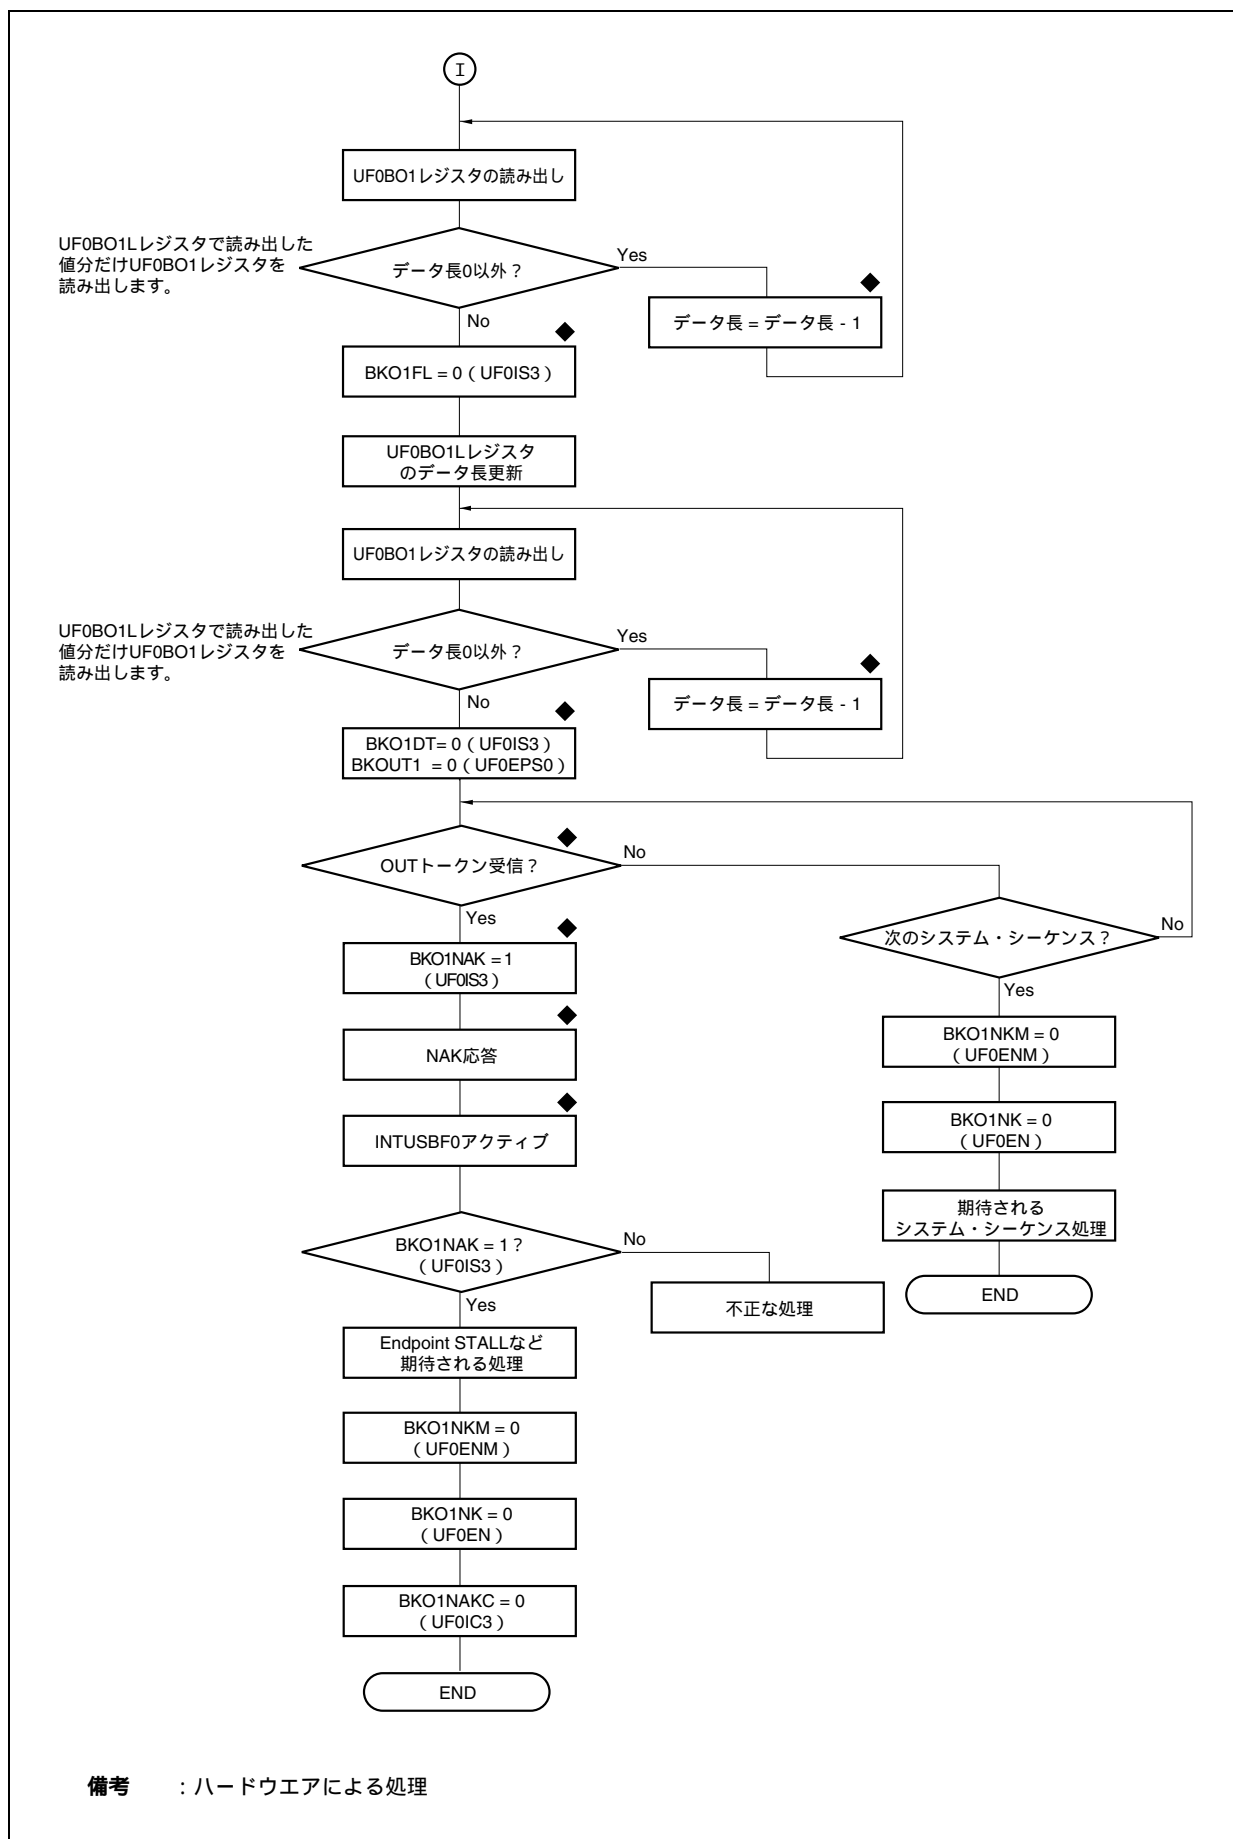 I
UF0BO1レジスタの読み出し
UF0BO1Lレジスタで読み出した
値分だけUF0BO1レジスタを
読み出します。
データ長0以外？
Yes
データ長 = データ長 - 1
No
BKO1FL = 0（UF0IS3）
UF0BO1Lレジスタ
のデータ長更新
UF0BO1レジスタの読み出し
UF0BO1Lレジスタで読み出した
値分だけUF0BO1レジスタを
読み出します。
データ長0以外？
Yes
データ長 = データ長 - 1
No
BKO1DT= 0（UF0IS3）
BKOUT1 = 0（UF0EPS0）
OUTトークン受信？
No
Yes
次のシステム・シーケンス？
No
Yes
BKO1NAK = 1
（UF0IS3）
NAK応答
INTUSBF0アクティブ
BKO1NKM = 0
（UF0ENM）
BKO1NK = 0
（UF0EN）
期待される
システム・シーケンス処理
END
BKO1NAK = 1？
（UF0IS3）
No
不正な処理
Yes
Endpoint STALLなど
期待される処理
BKO1NKM = 0
（UF0ENM）
BKO1NK = 0
（UF0EN）
BKO1NAKC = 0
（UF0IC3）
END
備考　：ハードウエアによる処理